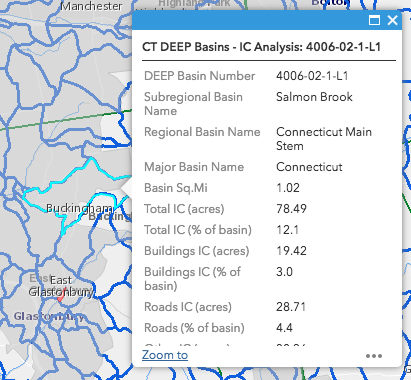 Highland Park
Manchester
Bolton
CT DEEP Basins - IC Analysis: 4006-02-1-L1
DEEP Basin Number 4006-02-1-L1
Subregional Basin Salmon Brook
Name
Regional Basin Name Connecticut Main
Stem
Major Basin Name Connecticut
Basin Sq.Mi 1.02
Total IC (acres) 78.49
Total IC (% of basin) 12.1
Buildings IC (acres) 19.42
Buildings IC (% of 3.0
basin)
Roads IC (acres) 28.71
Roads (% of basin) 4.4
Zoom to
Buckingham
East
Glastonbury
Glastonbury